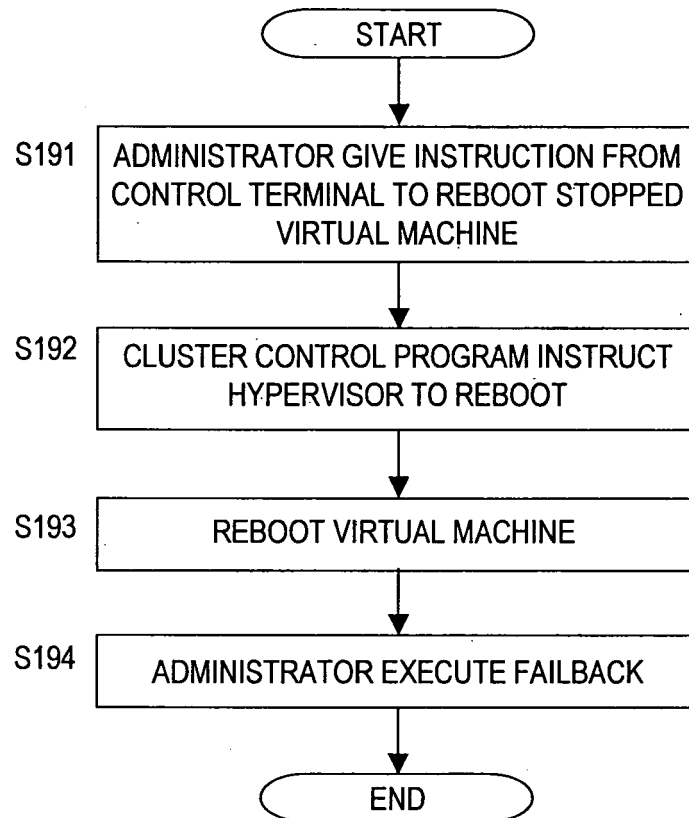 START
S191
ADMINISTRATOR GIVE INSTRUCTION FROM
CONTROL TERMINAL TO REBOOT STOPPED
VIRTUAL MACHINE
S192
CLUSTER CONTROL PROGRAM INSTRUCT
HYPERVISOR TO REBOOT
S193
REBOOT VIRTUAL MACHINE
S194
ADMINISTRATOR EXECUTE FAILBACK
END